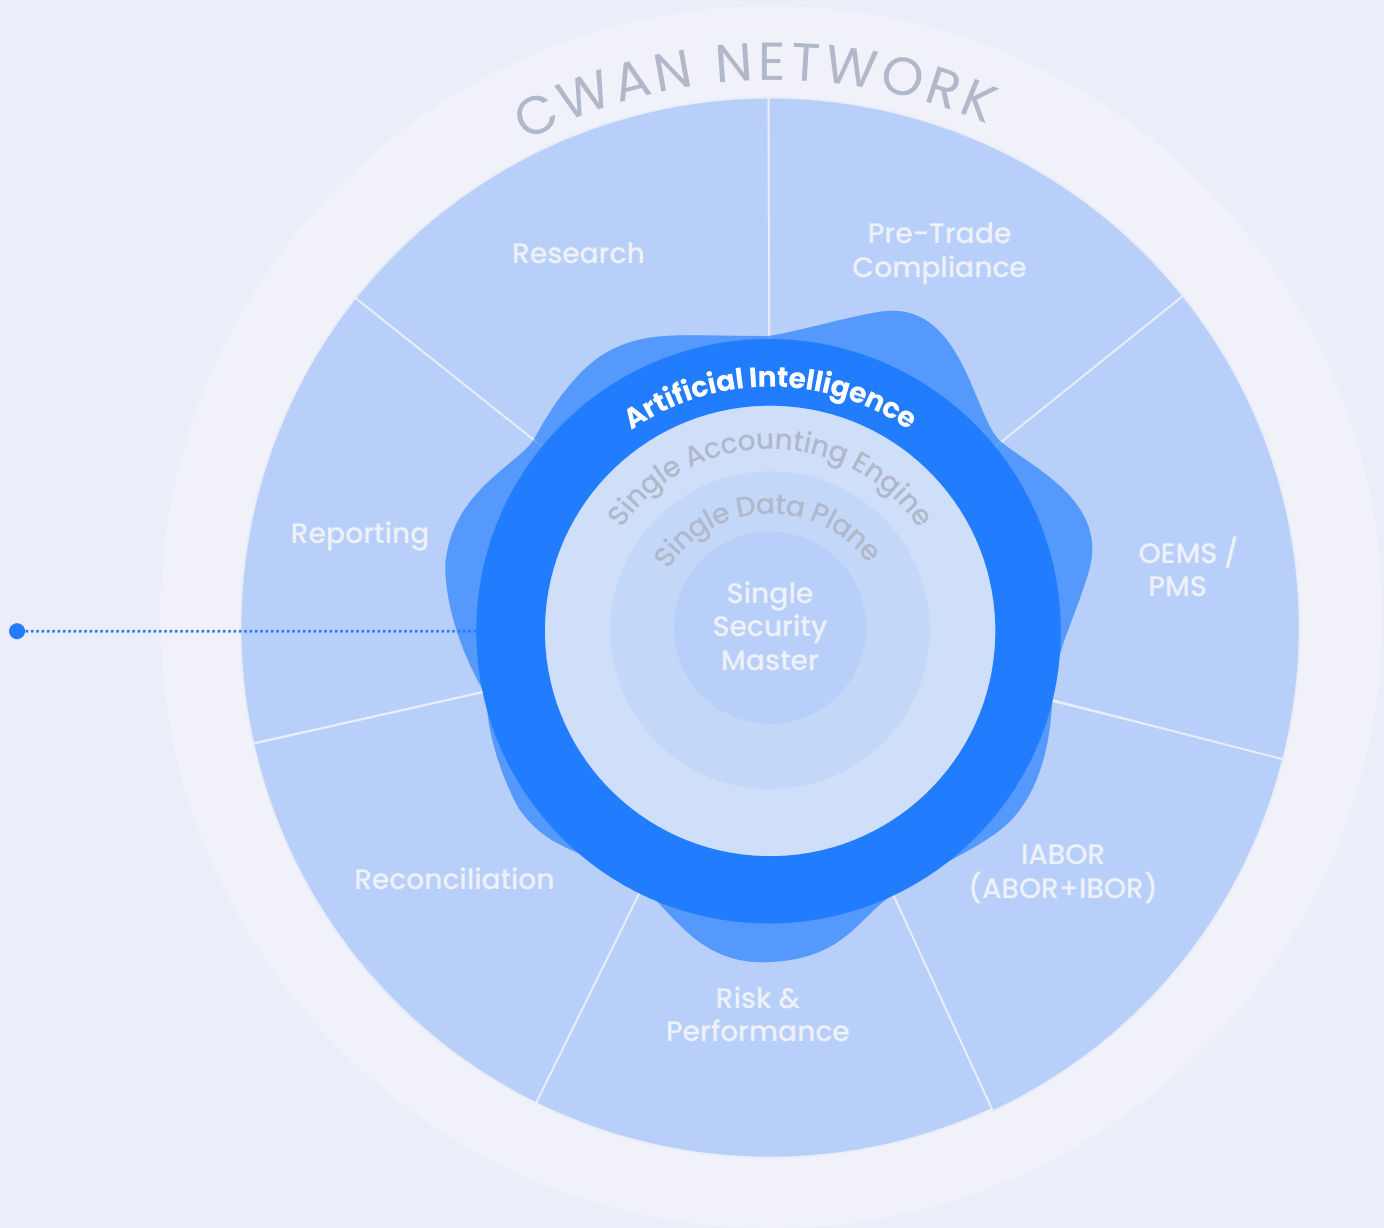 CWAN NETWORK
Research
Pre-Trade
Compliance
Artificial Intelligence
Single Accounting Engine
Single Data Plane
Reporting
OEMS /
PMS
Single
Security
Master
IABOR
(ABOR+IBOR)
Reconciliation
Risk &
Performance